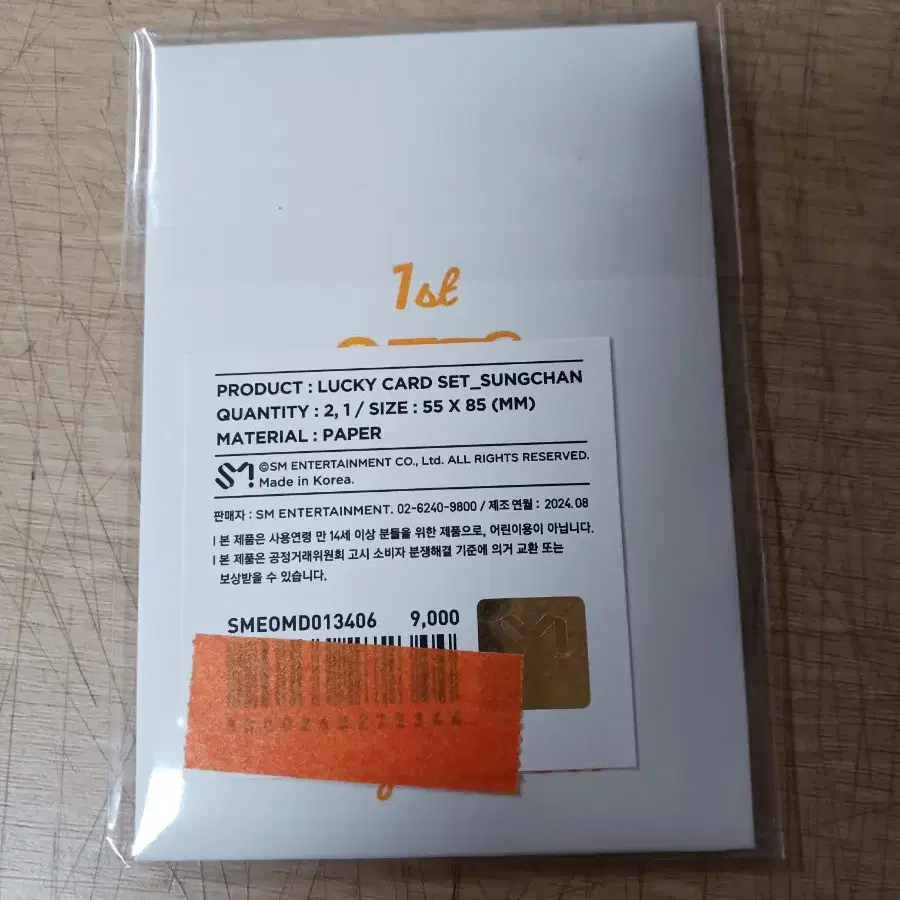 1st
PRODUCT : LUCKY CARD SET_SUNGCHAN
QUANTITY : 2, 1 / SIZE : 55 X 85 (MM)
MATERIAL : PAPER
SM ©SM ENTERTAINMENT CO., Ltd. ALL RIGHTS RESERVED.
Made in Korea.
판매자 : SM ENTERTAINMENT. 02-6240-9800 / 제조 연월 : 2024.08
l 본 제품은 사용연령 만 14세 이상 분들을 위한 제품으로, 어린이용이 아닙니다.
l 본 제품은 공정거래위원회 고시 소비자 분쟁해결 기준에 의거 교환 또는
보상받을 수 있습니다.
SMEOMD013406 9,000
SM